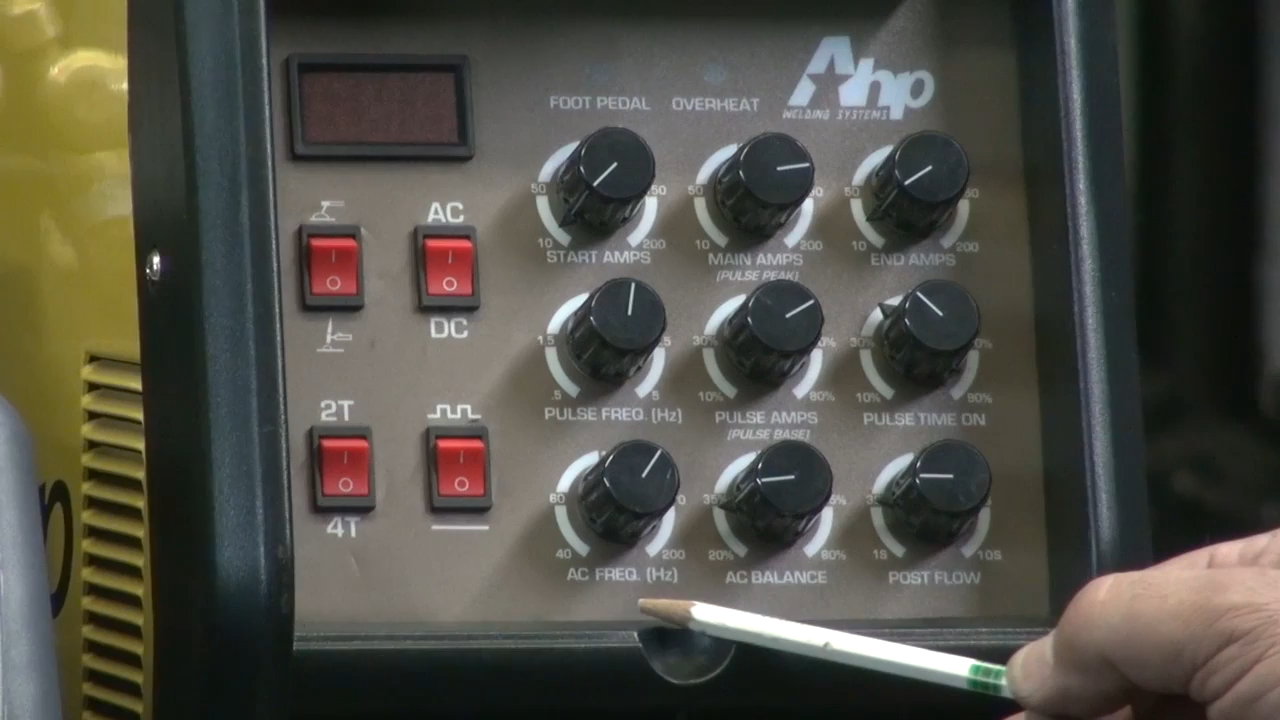 FOOT PEDAL OVERHEAT
Ahp
WELDING SYSTEMS
50 50 50 50
10 200 10 200 10 200
START AMPS MAIN AMPS END AMPS
(PULSE PEAK)
AC
DC
1.5 30% 30%
.5 5 10% 80% 10% 80%
PULSE FREQ. (Hz) PULSE AMPS PULSE TIME ON
(PULSE BASE)
2T
4T
60 35%
40 200 20% 80% 1S 10S
AC FREQ. (Hz) AC BALANCE POST FLOW